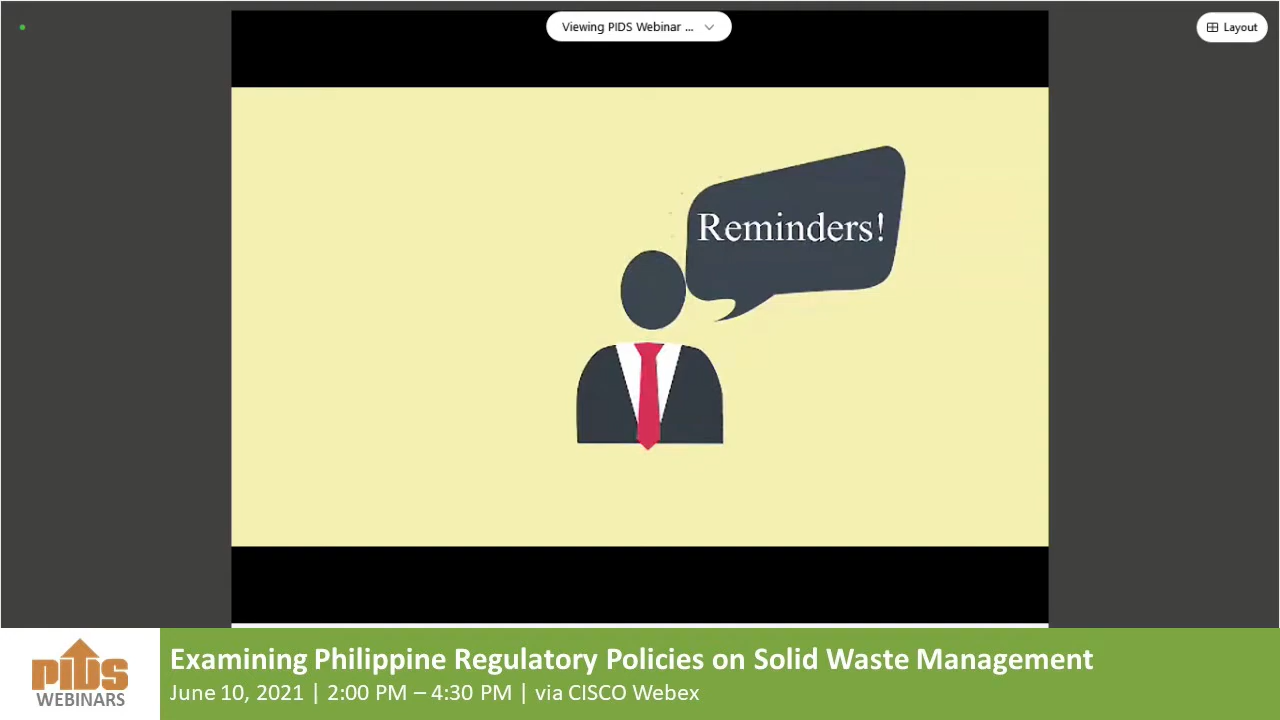 Viewing PIDS Webinar ...
Layout
Reminders!
PIDS
WEBINARS
Examining Philippine Regulatory Policies on Solid Waste Management
June 10, 2021 | 2:00 PM – 4:30 PM | via CISCO Webex